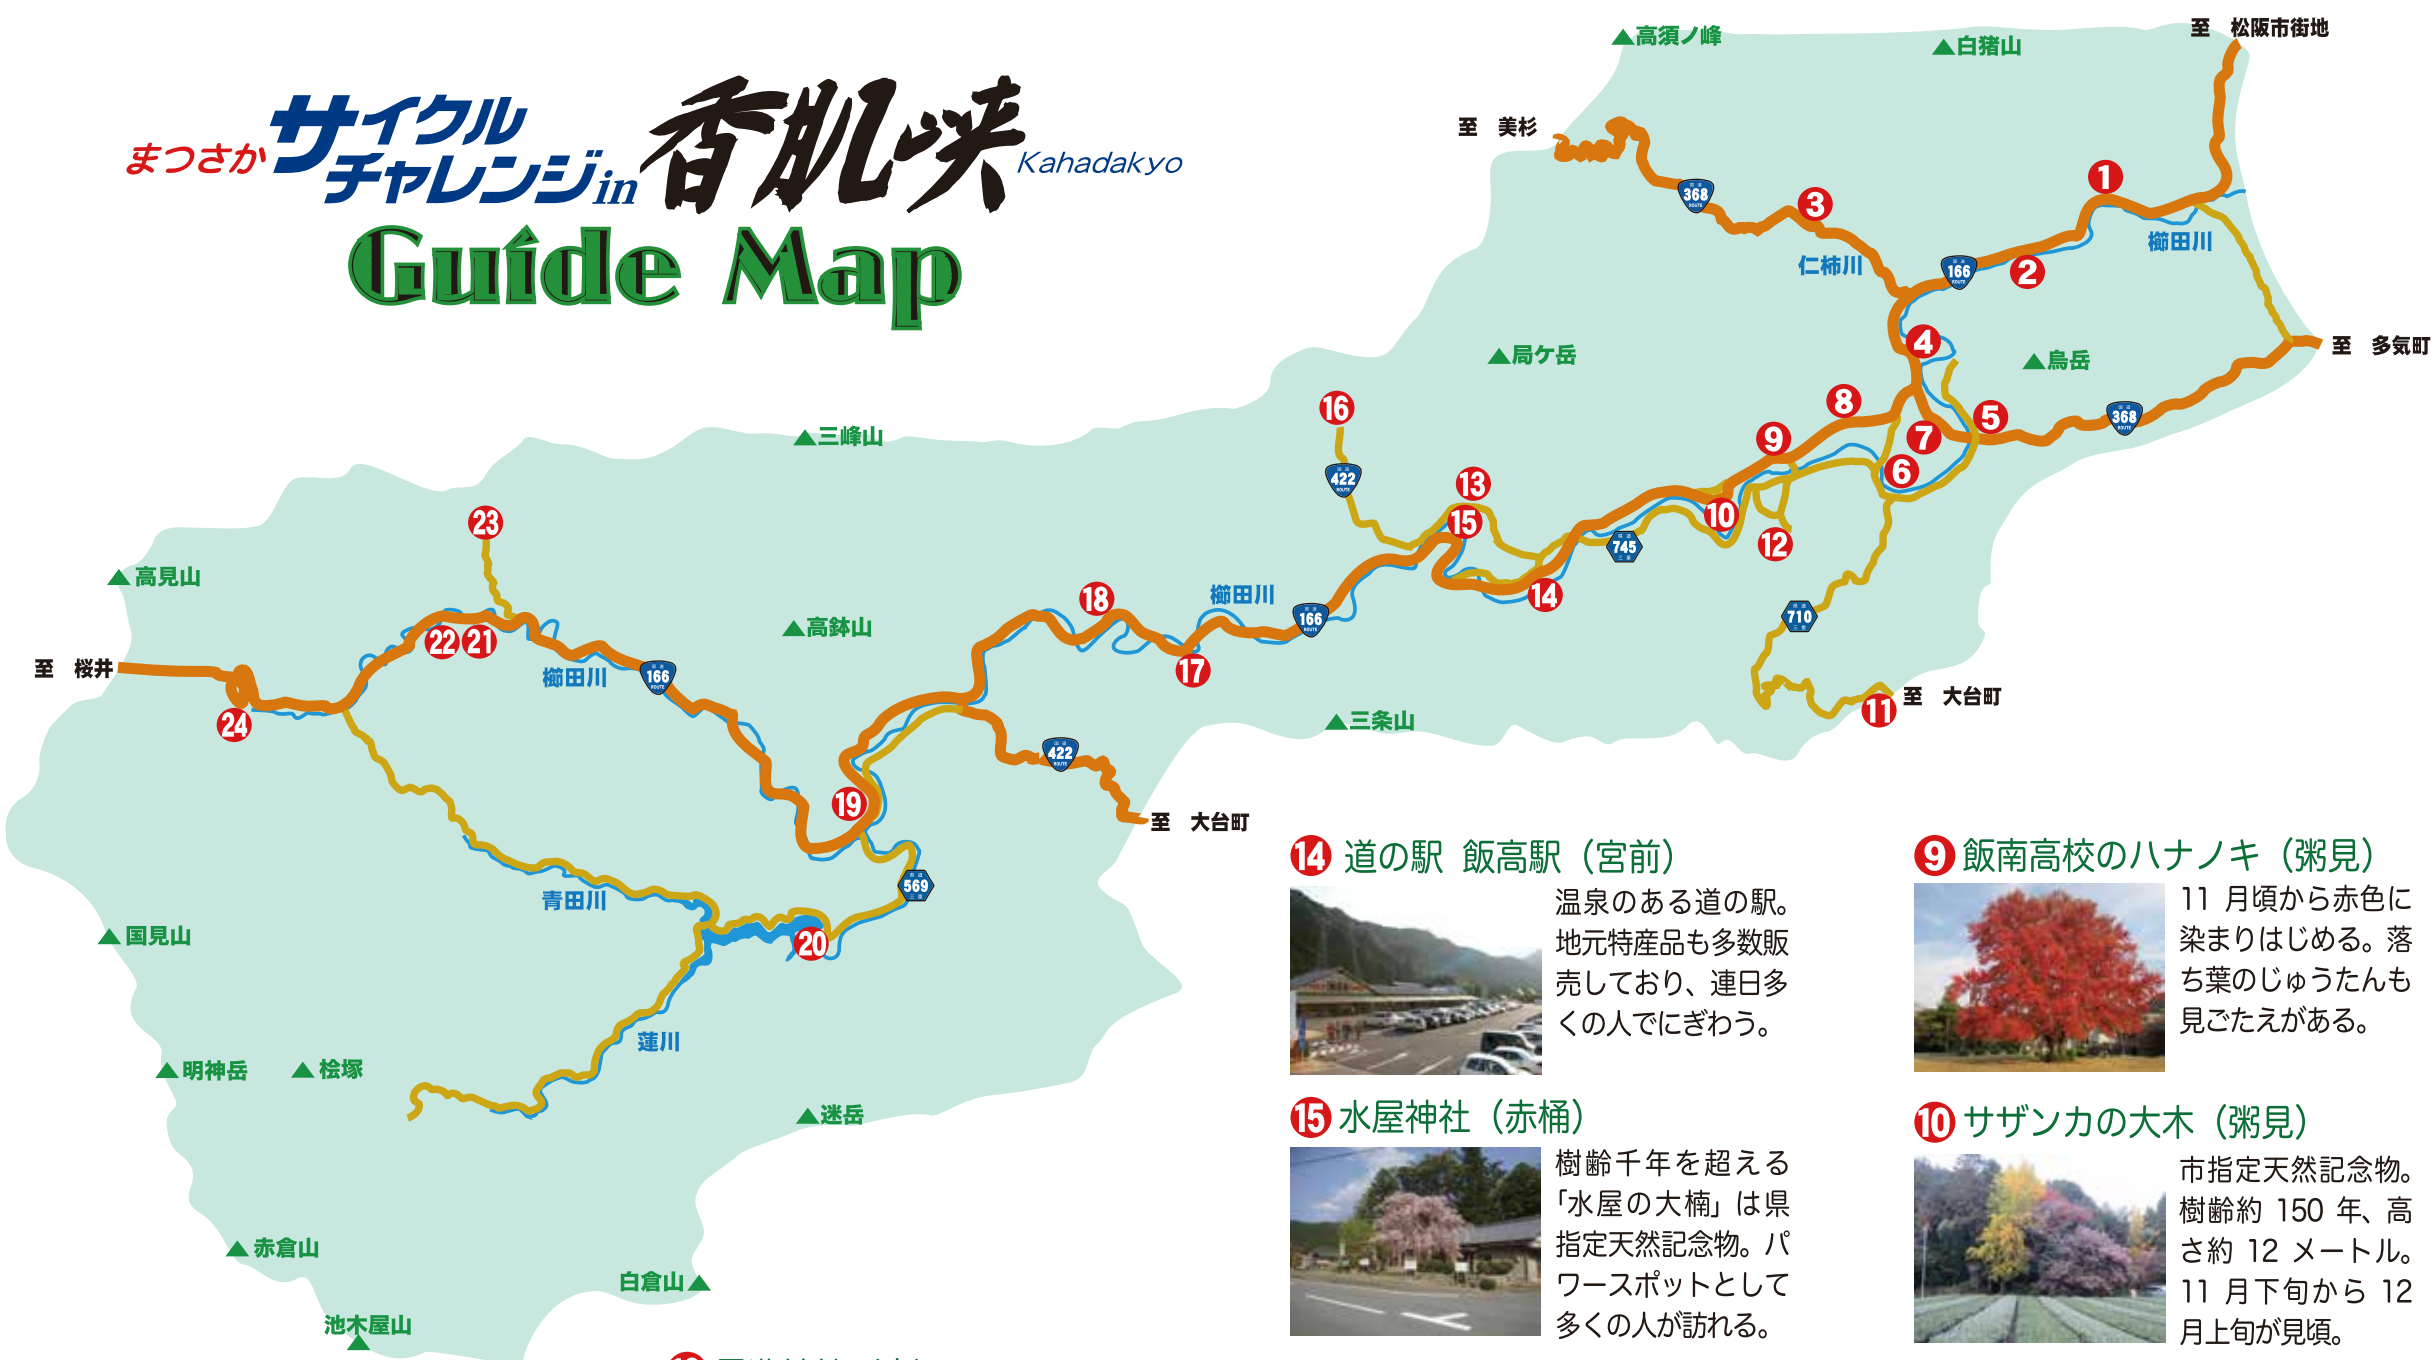 まつさか サイクル
チャレンジ in 香肌峡 Kahadakyo
Guide Map
▲高須ノ峰
▲白猪山
至 松阪市街地
至 美杉
368
ROUTE
3
1
櫛田川
仁柿川
166
ROUTE
2
4
▲局ケ岳
▲烏岳
至 多気町
8
5
368
ROUTE
16
9
7
6
▲三峰山
422
ROUTE
13
15
10
12
745
23
▲高見山
14
櫛田川
18
166
ROUTE
710
▲高鉢山
22
21
至 桜井
櫛田川
166
ROUTE
17
24
▲三条山
至 大台町
11
422
ROUTE
19
至 大台町
569
青田川
20
▲国見山
蓮川
▲明神岳
▲桧塚
▲迷岳
▲赤倉山
白倉山▲
池木屋山
▲
14 道の駅 飯高駅（宮前）
温泉のある道の駅。
地元特産品も多数販
売しており、連日多
くの人でにぎわう。
15 水屋神社（赤桶）
樹齢千年を超える
「水屋の大楠」は県
指定天然記念物。パ
ワースポットとして
多くの人が訪れる。
9 飯南高校のハナノキ（粥見）
11 月頃から赤色に
染まりはじめる。落
ち葉のじゅうたんも
見ごたえがある。
10 サザンカの大木（粥見）
市指定天然記念物。
樹齢約 150 年、高
さ約 12 メートル。
11 月下旬から 12
月上旬が見頃。